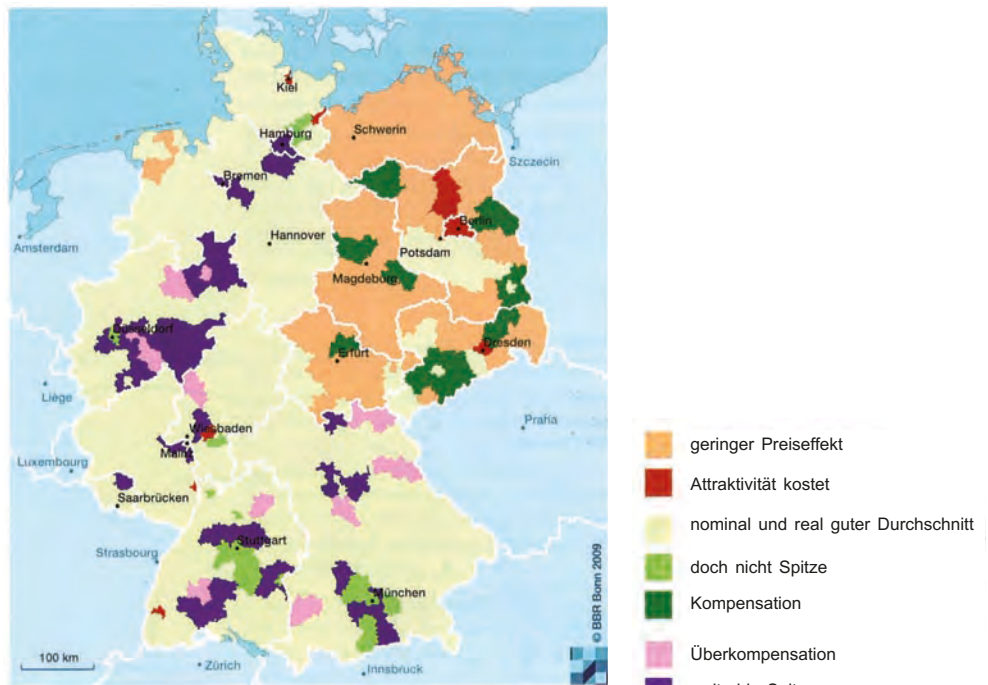 Kiel
Schwerin
Hamburg
Szczecin
Bremen
Berlin
Amsterdam
Hannover
Potsdam
Magdeburg
Düsseldorf
Dresden
Erfurt
Liège
Praha
Wiesbaden
Mainz
Luxembourg
Saarbrücken
Strasbourg
Stuttgart
München
100 km
Zürich
Innsbruck
© BBR Bonn 2009
geringer Preiseffekt
Attraktivität kostet
nominal und real guter Durchschnitt
doch nicht Spitze
Kompensation
Überkompensation